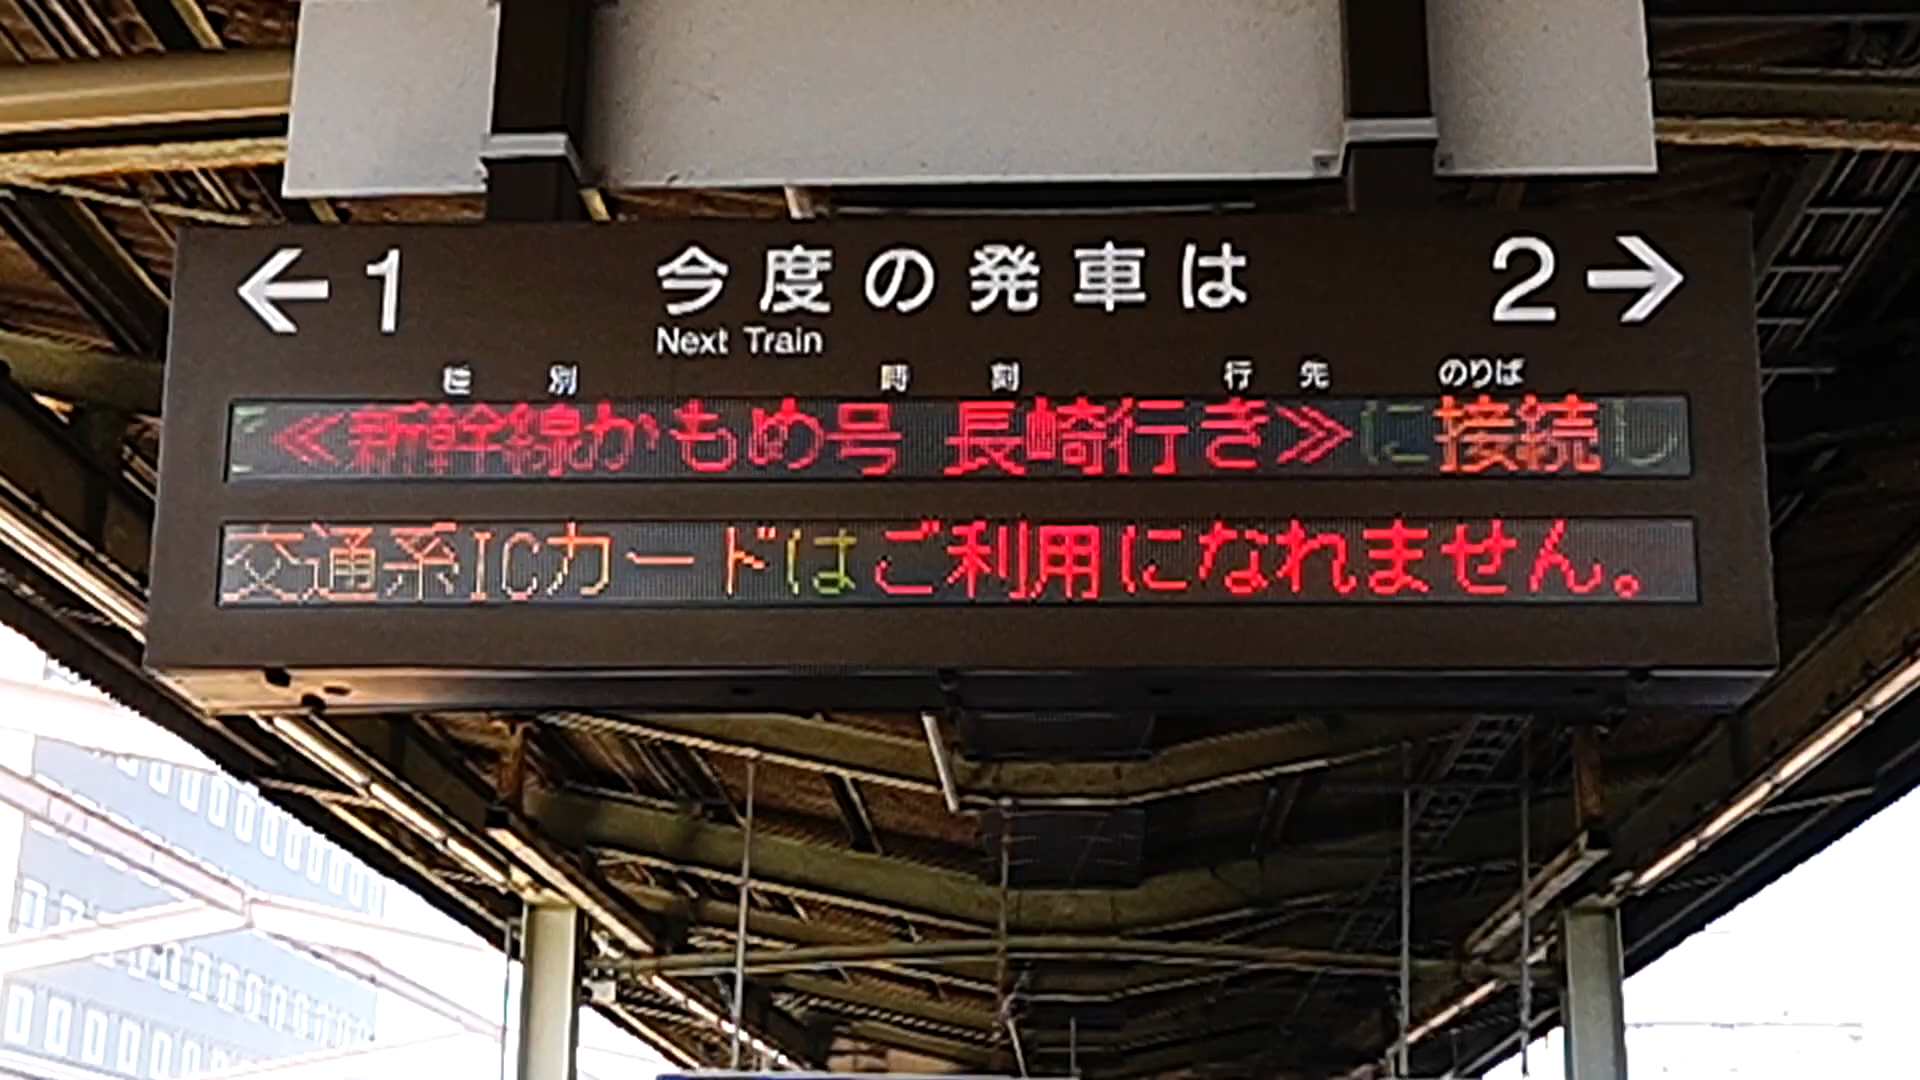 ←1 今度の発車は 2→
Next Train
種別 時刻 行先 のりば
≪新幹線かもめ号 長崎行き≫に接続し
交通系ICカードはご利用になれません。